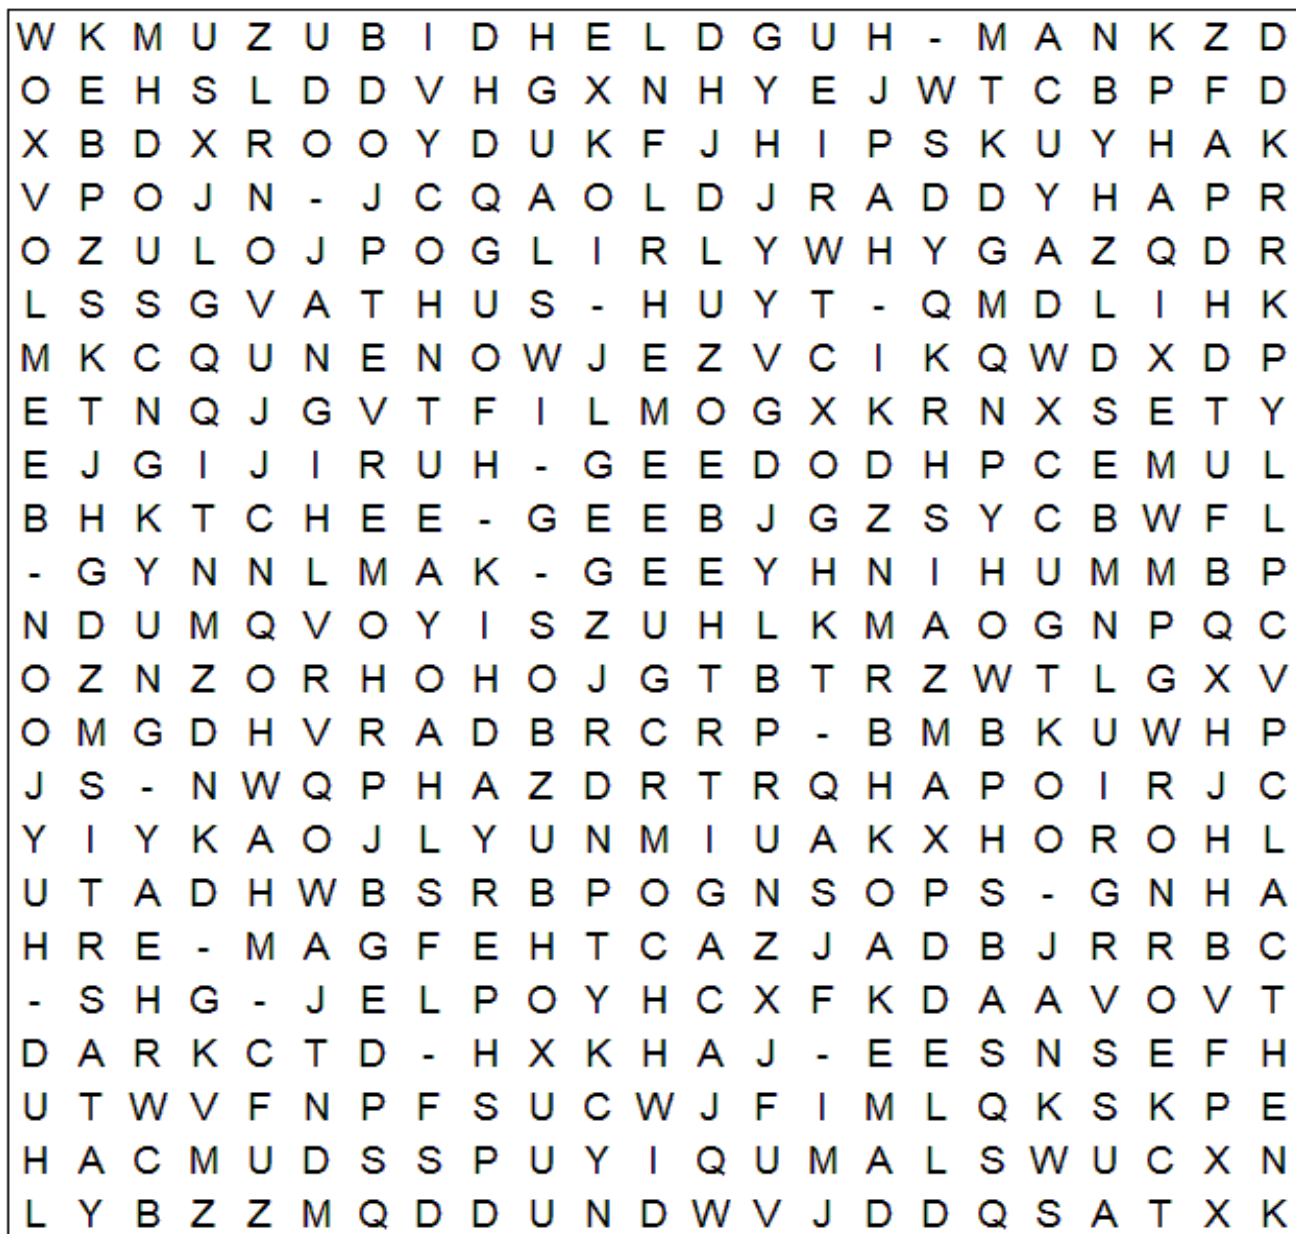 W K M U Z U B I D H E L D G U H - M A N K Z D
O E H S L D D V H G X N H Y E J W T C B P F D
X B D X R O O Y D U K F J H I P S K U Y H A K
V P O J N - J C Q A O L D J R A D D Y H A P R
O Z U L O J P O G L I R L Y W H Y G A Z Q D R
L S S G V A T H U S - H U Y T - Q M D L I H K
M K C Q U N E N O W J E Z V C I K Q W D X D P
E T N Q J G V T F I L M O G X K R N X S E T Y
E J G I J I R U H - G E E D O D H P C E M U L
B H K T C H E E - G E E B J G Z S Y C B W F L
- G Y N N L M A K - G E E Y H N I H U M M B P
N D U M Q V O Y I S Z U H L K M A O G N P Q C
O Z N Z O R H O H O J G T B T R Z W T L G X V
O M G D H V R A D B R C R P - B M B K U W H P
J S - N W Q P H A Z D R T R Q H A P O I R J C
Y I Y K A O J L Y U N M I U A K X H O R O H L
U T A D H W B S R B P O G N S O P S - G N H A
H R E - M A G F E H T C A Z J A D B J R R B C
- S H G - J E L P O Y H C X F K D A A V O V T
D A R K C T D - H X K H A J - E E S N S E F H
U T W V F N P F S U C W J F I M L Q K S K P E
H A C M U D S S P U Y I Q U M A L S W U C X N
L Y B Z Z M Q D D U N D W V J D D Q S A T X K